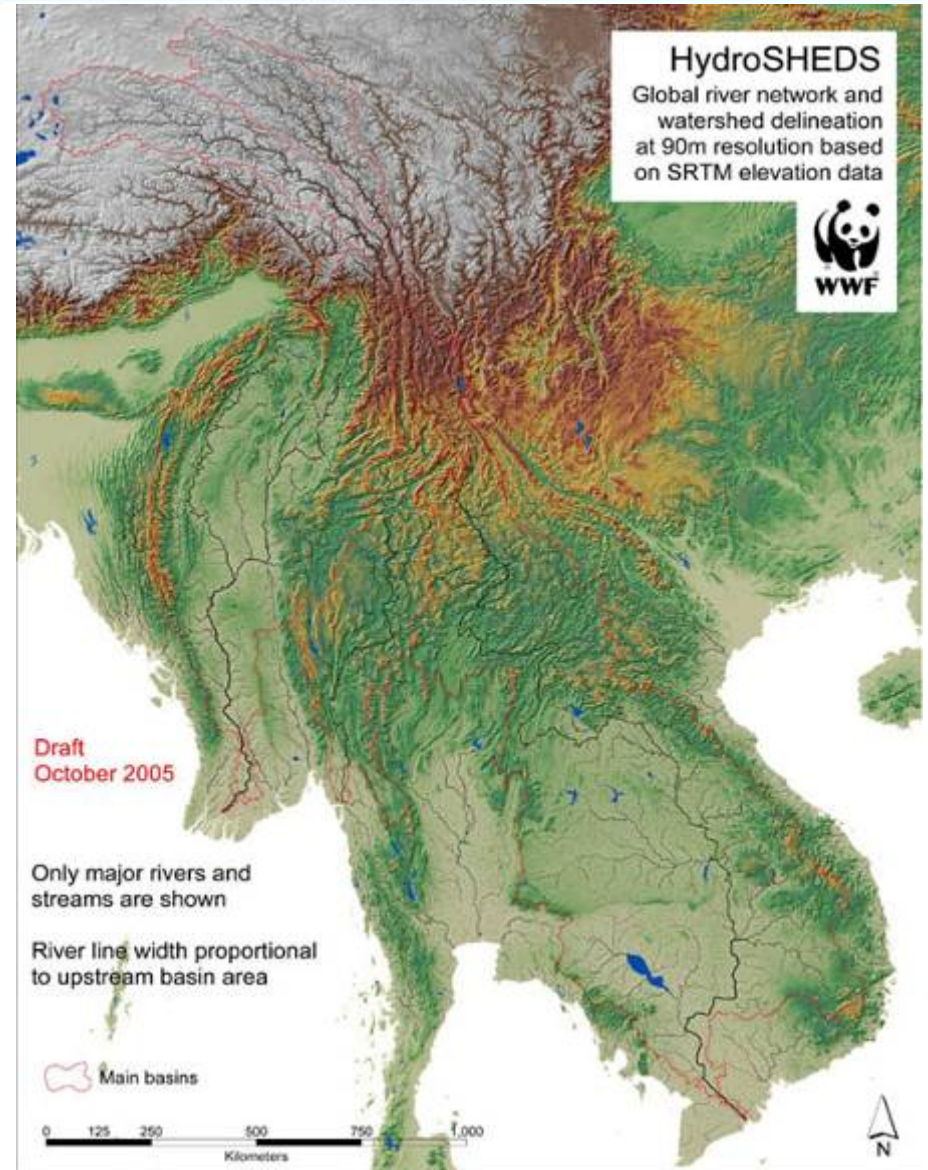 HydroSHEDS
Global river network and
watershed delineation
at 90m resolution based
on SRTM elevation data
WWF
Draft
October 2005
Only major rivers and
streams are shown
River line width proportional
to upstream basin area
Main basins
0 125 250 500 750 1,000
Kilometers
N